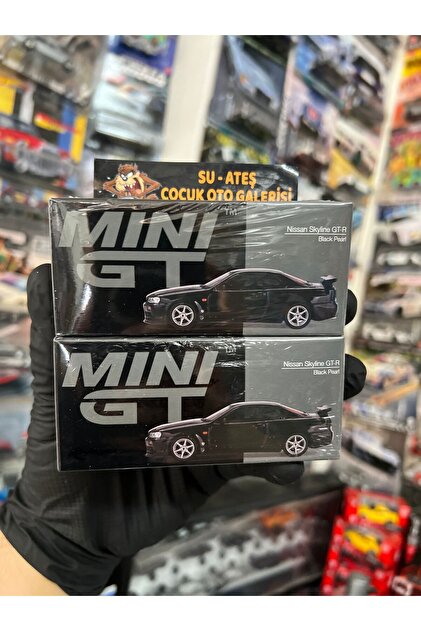 SU - ATEŞ
ÇOCUK OTO GALERİSİ
MINI GT
TM
Nissan Skyline GT-R
Black Pearl
MINI GT
Nissan Skyline GT-R
Black Pearl